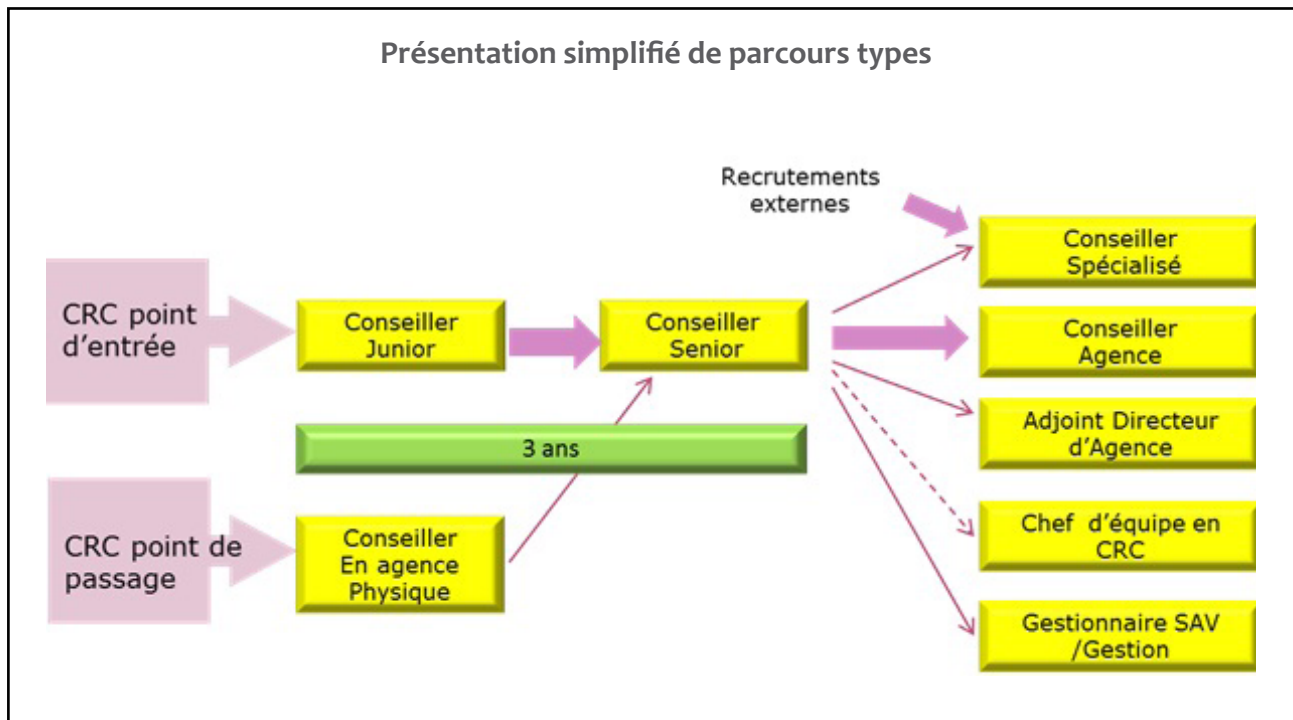 Présentation simplifié de parcours types
Recrutements
externes
CRC point
d'entrée
Conseiller
Junior
Conseiller
Senior
Conseiller
Spécialisé
Conseiller
Agence
3 ans
Adjoint Directeur
d'Agence
CRC point de
passage
Conseiller
En agence
Physique
Chef d'équipe en
CRC
Gestionnaire SAV
/Gestion